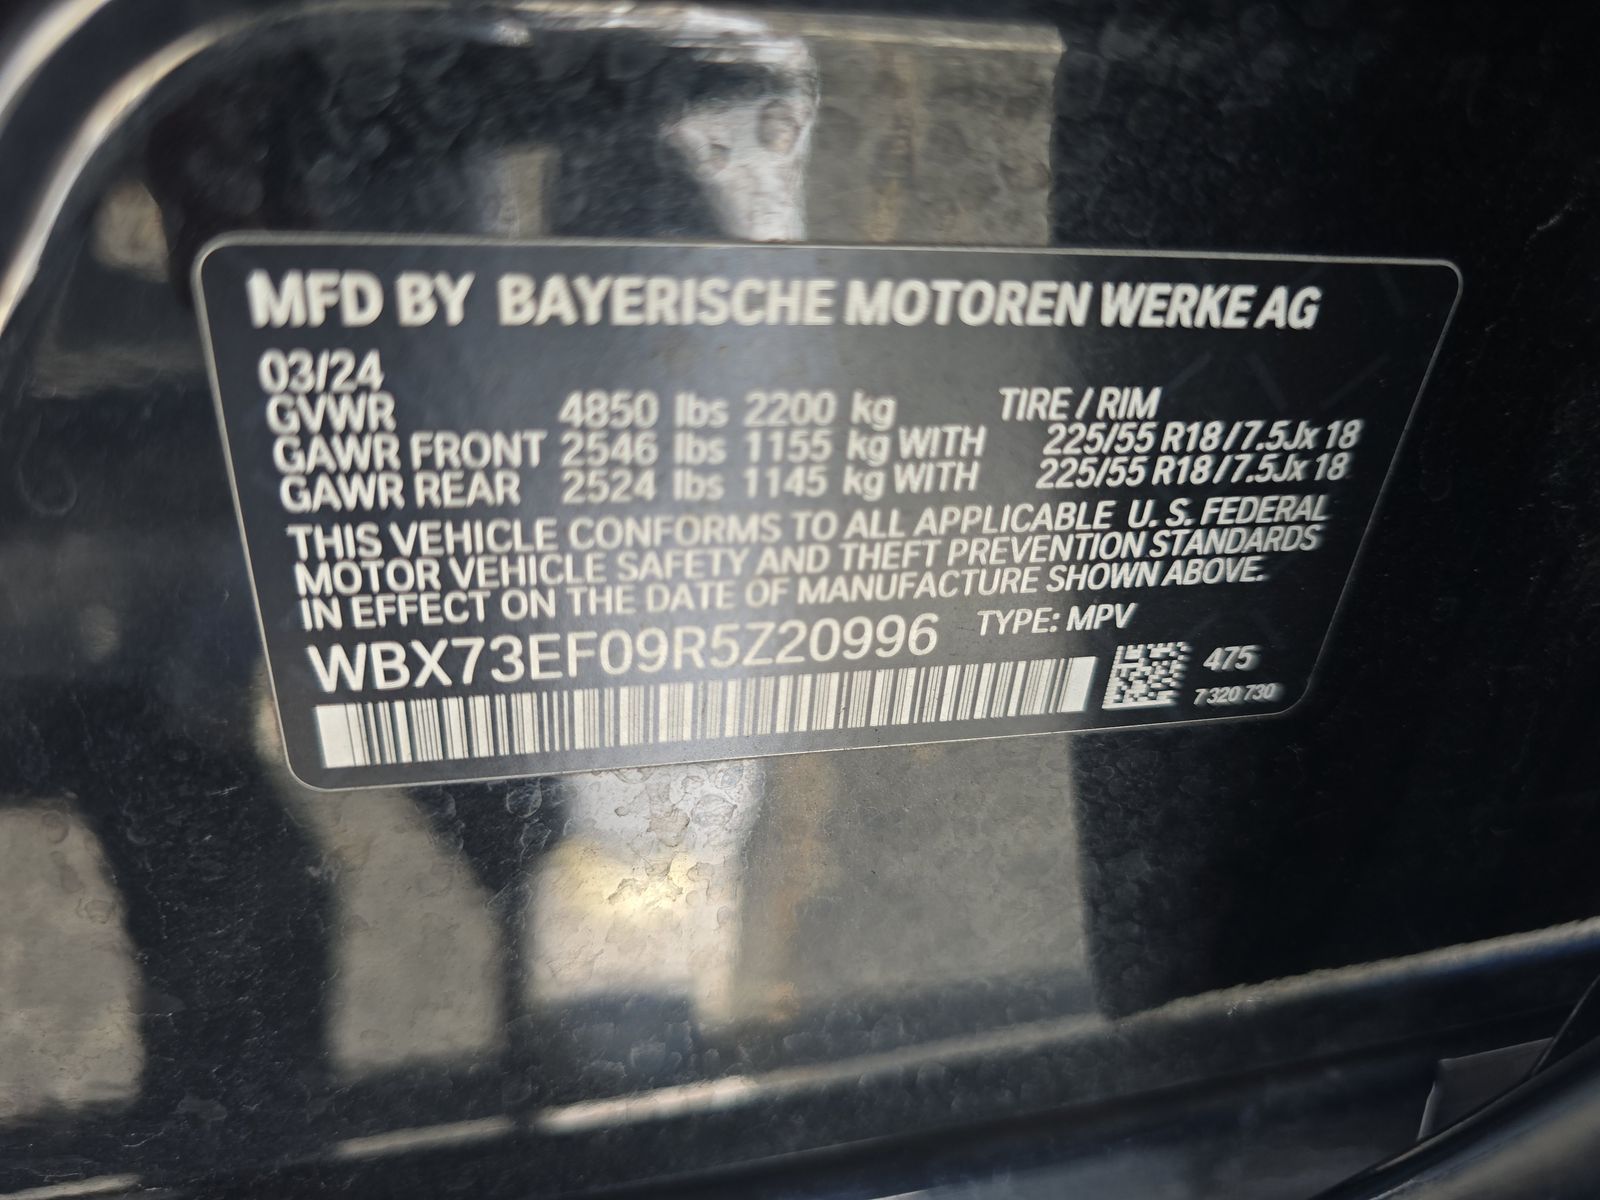 MFD BY BAYERISCHE MOTOREN WERKE AG
03/24
GVWR 4850 lbs 2200 kg TIRE / RIM
GAWR FRONT 2546 lbs 1155 kg WITH 225/55 R18 / 7.5Jx 18
GAWR REAR 2524 lbs 1145 kg WITH 225/55 R18 / 7.5Jx 18
THIS VEHICLE CONFORMS TO ALL APPLICABLE U. S. FEDERAL
MOTOR VEHICLE SAFETY AND THEFT PREVENTION STANDARDS
IN EFFECT ON THE DATE OF MANUFACTURE SHOWN ABOVE.
WBX73EF09R5Z20996 TYPE: MPV
475
7 320 730